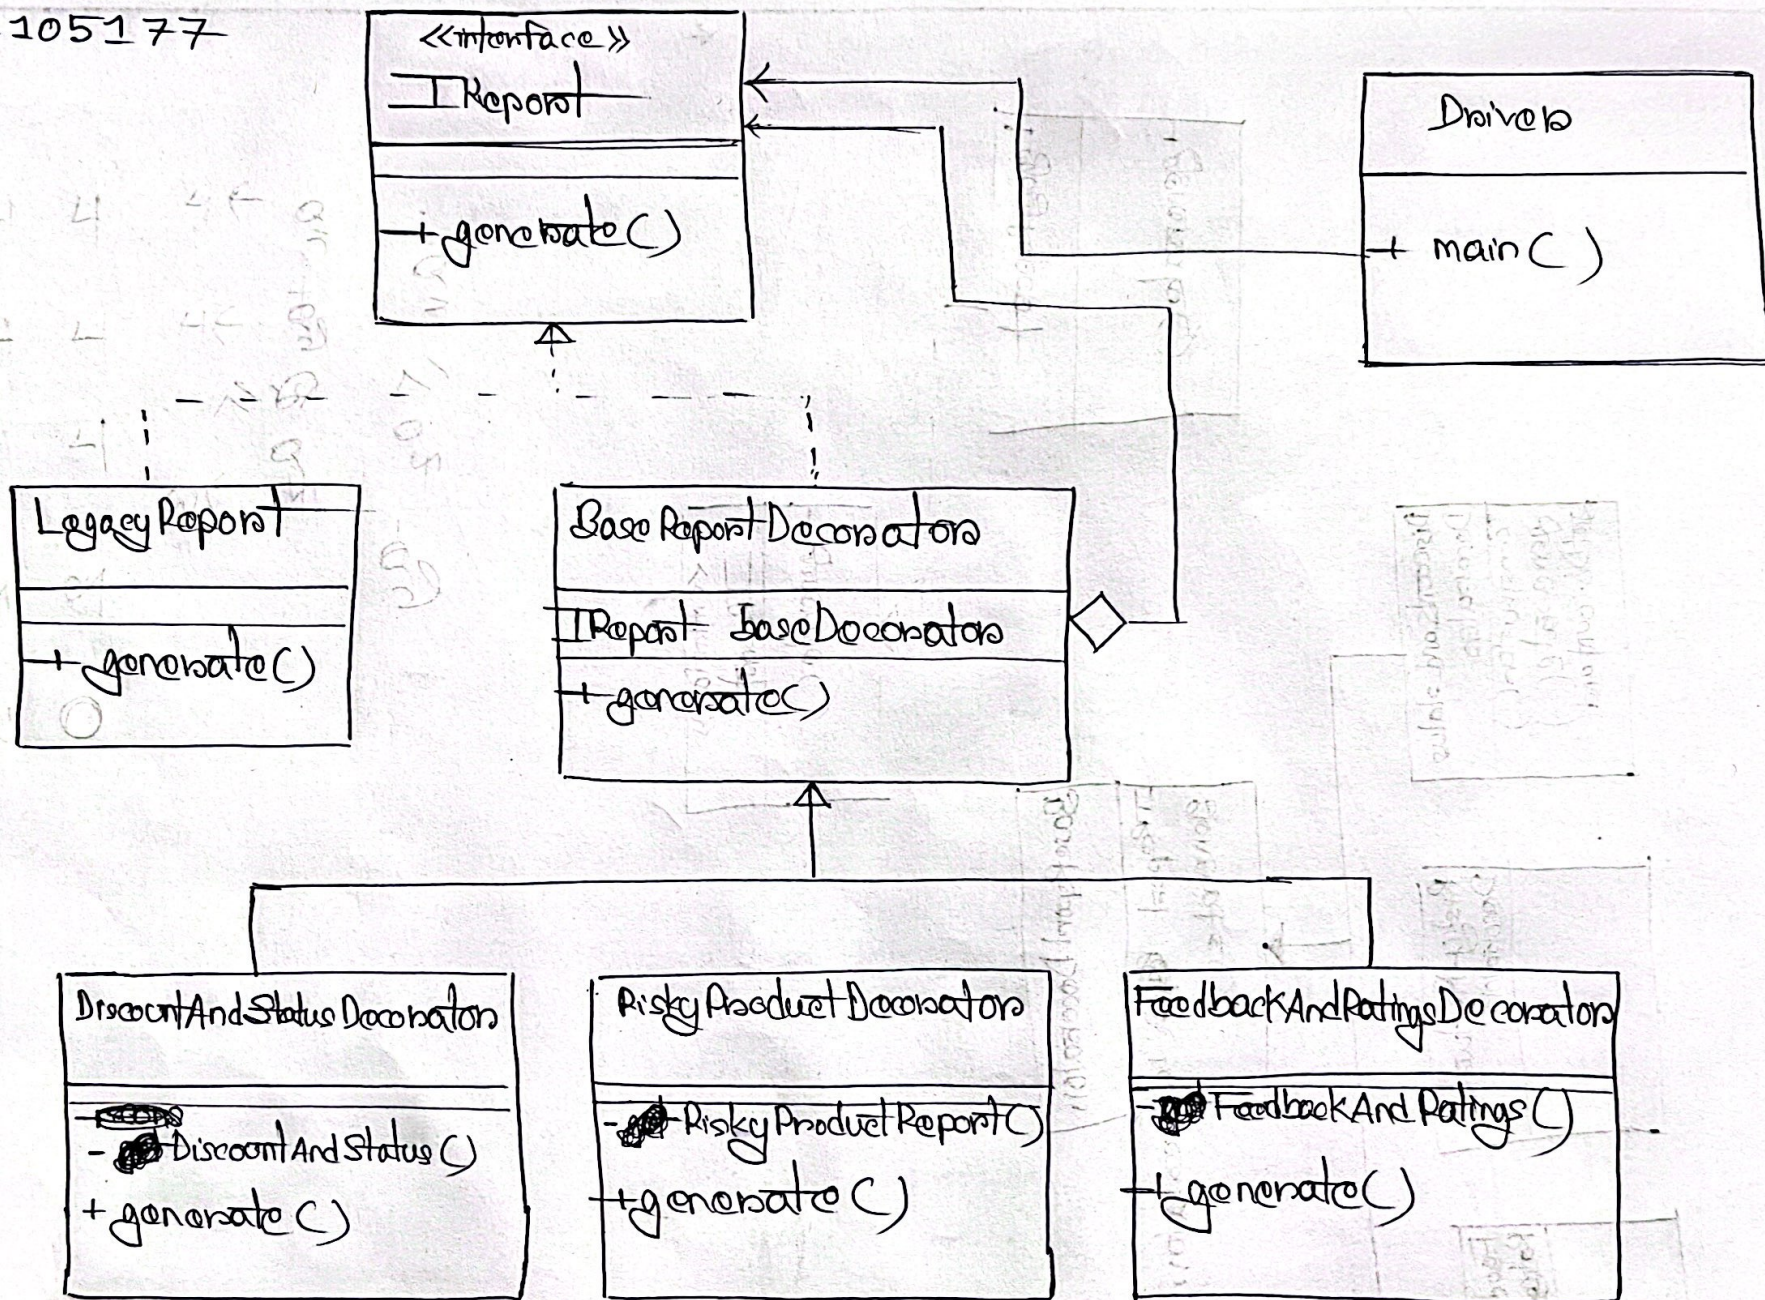 105177
<<interface>>
IReport
+ generate()
Driver
+ main()
LegacyReport
+ generate()
BaseReportDecorator
IReport baseDecorator
+ generate()
DiscountAndStatusDecorator
- DiscountAndStatus()
+ generate()
RiskyProductDecorator
- RiskyProductReport()
+ generate()
FeedbackAndRatingsDecorator
- FeedbackAndRatings()
+ generate()